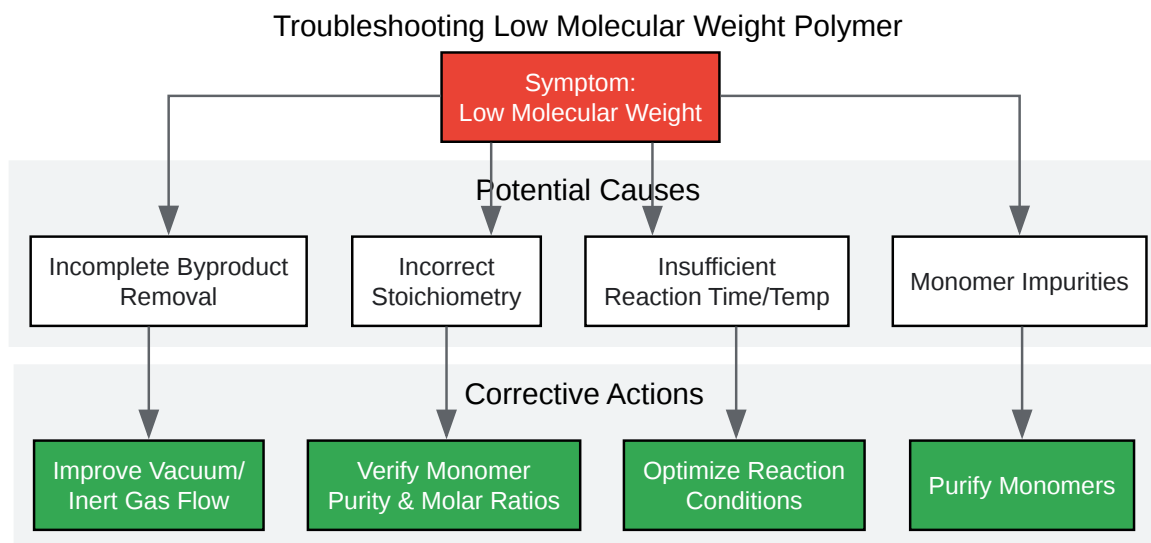 Troubleshooting Low Molecular Weight Polymer
Symptom:
Low Molecular Weight
Potential Causes
Incomplete Byproduct
Removal
Incorrect
Stoichiometry
Insufficient
Reaction Time/Temp
Monomer Impurities
Corrective Actions
Improve Vacuum/
Inert Gas Flow
Verify Monomer
Purity & Molar Ratios
Optimize Reaction
Conditions
Purify Monomers